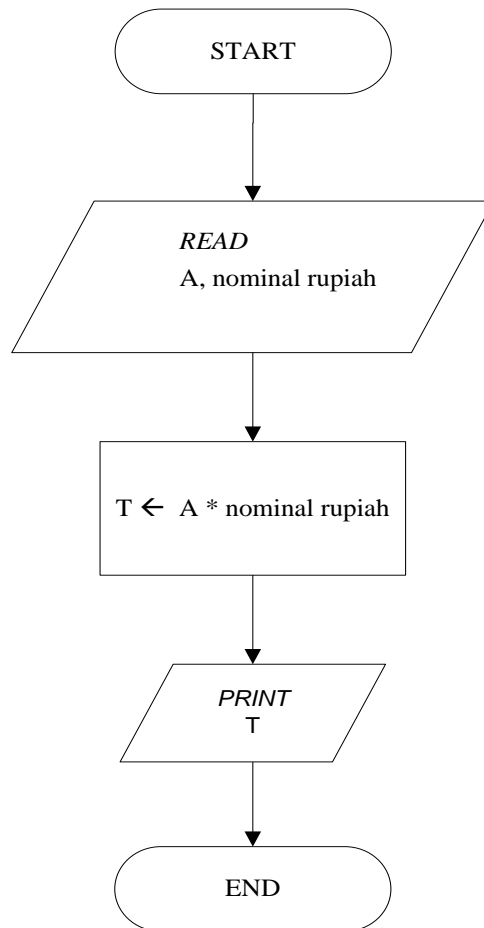 START
READ
A, nominal rupiah
T ← A * nominal rupiah
PRINT
T
END